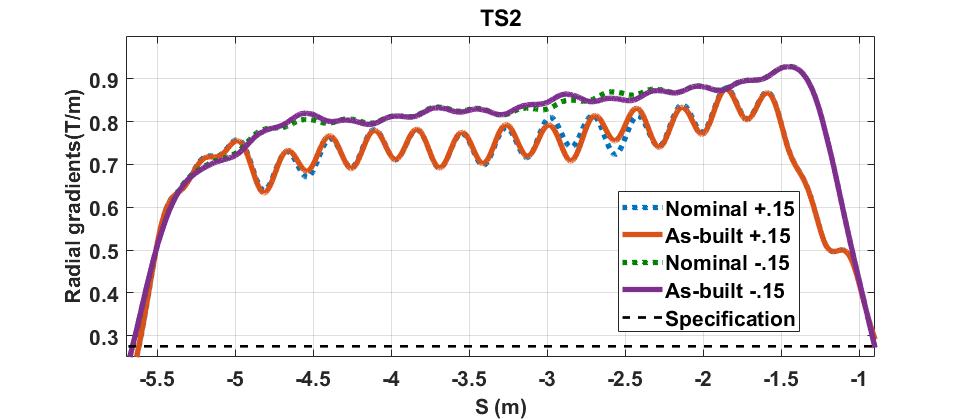 TS2
Radial gradients(T/m)
0.9
0.8
0.7
0.6
0.5
0.4
0.3
Nominal +.15
As-built +.15
Nominal -.15
As-built -.15
Specification
-5.5 -5 -4.5 -4 -3.5 -3 -2.5 -2 -1.5 -1
S (m)